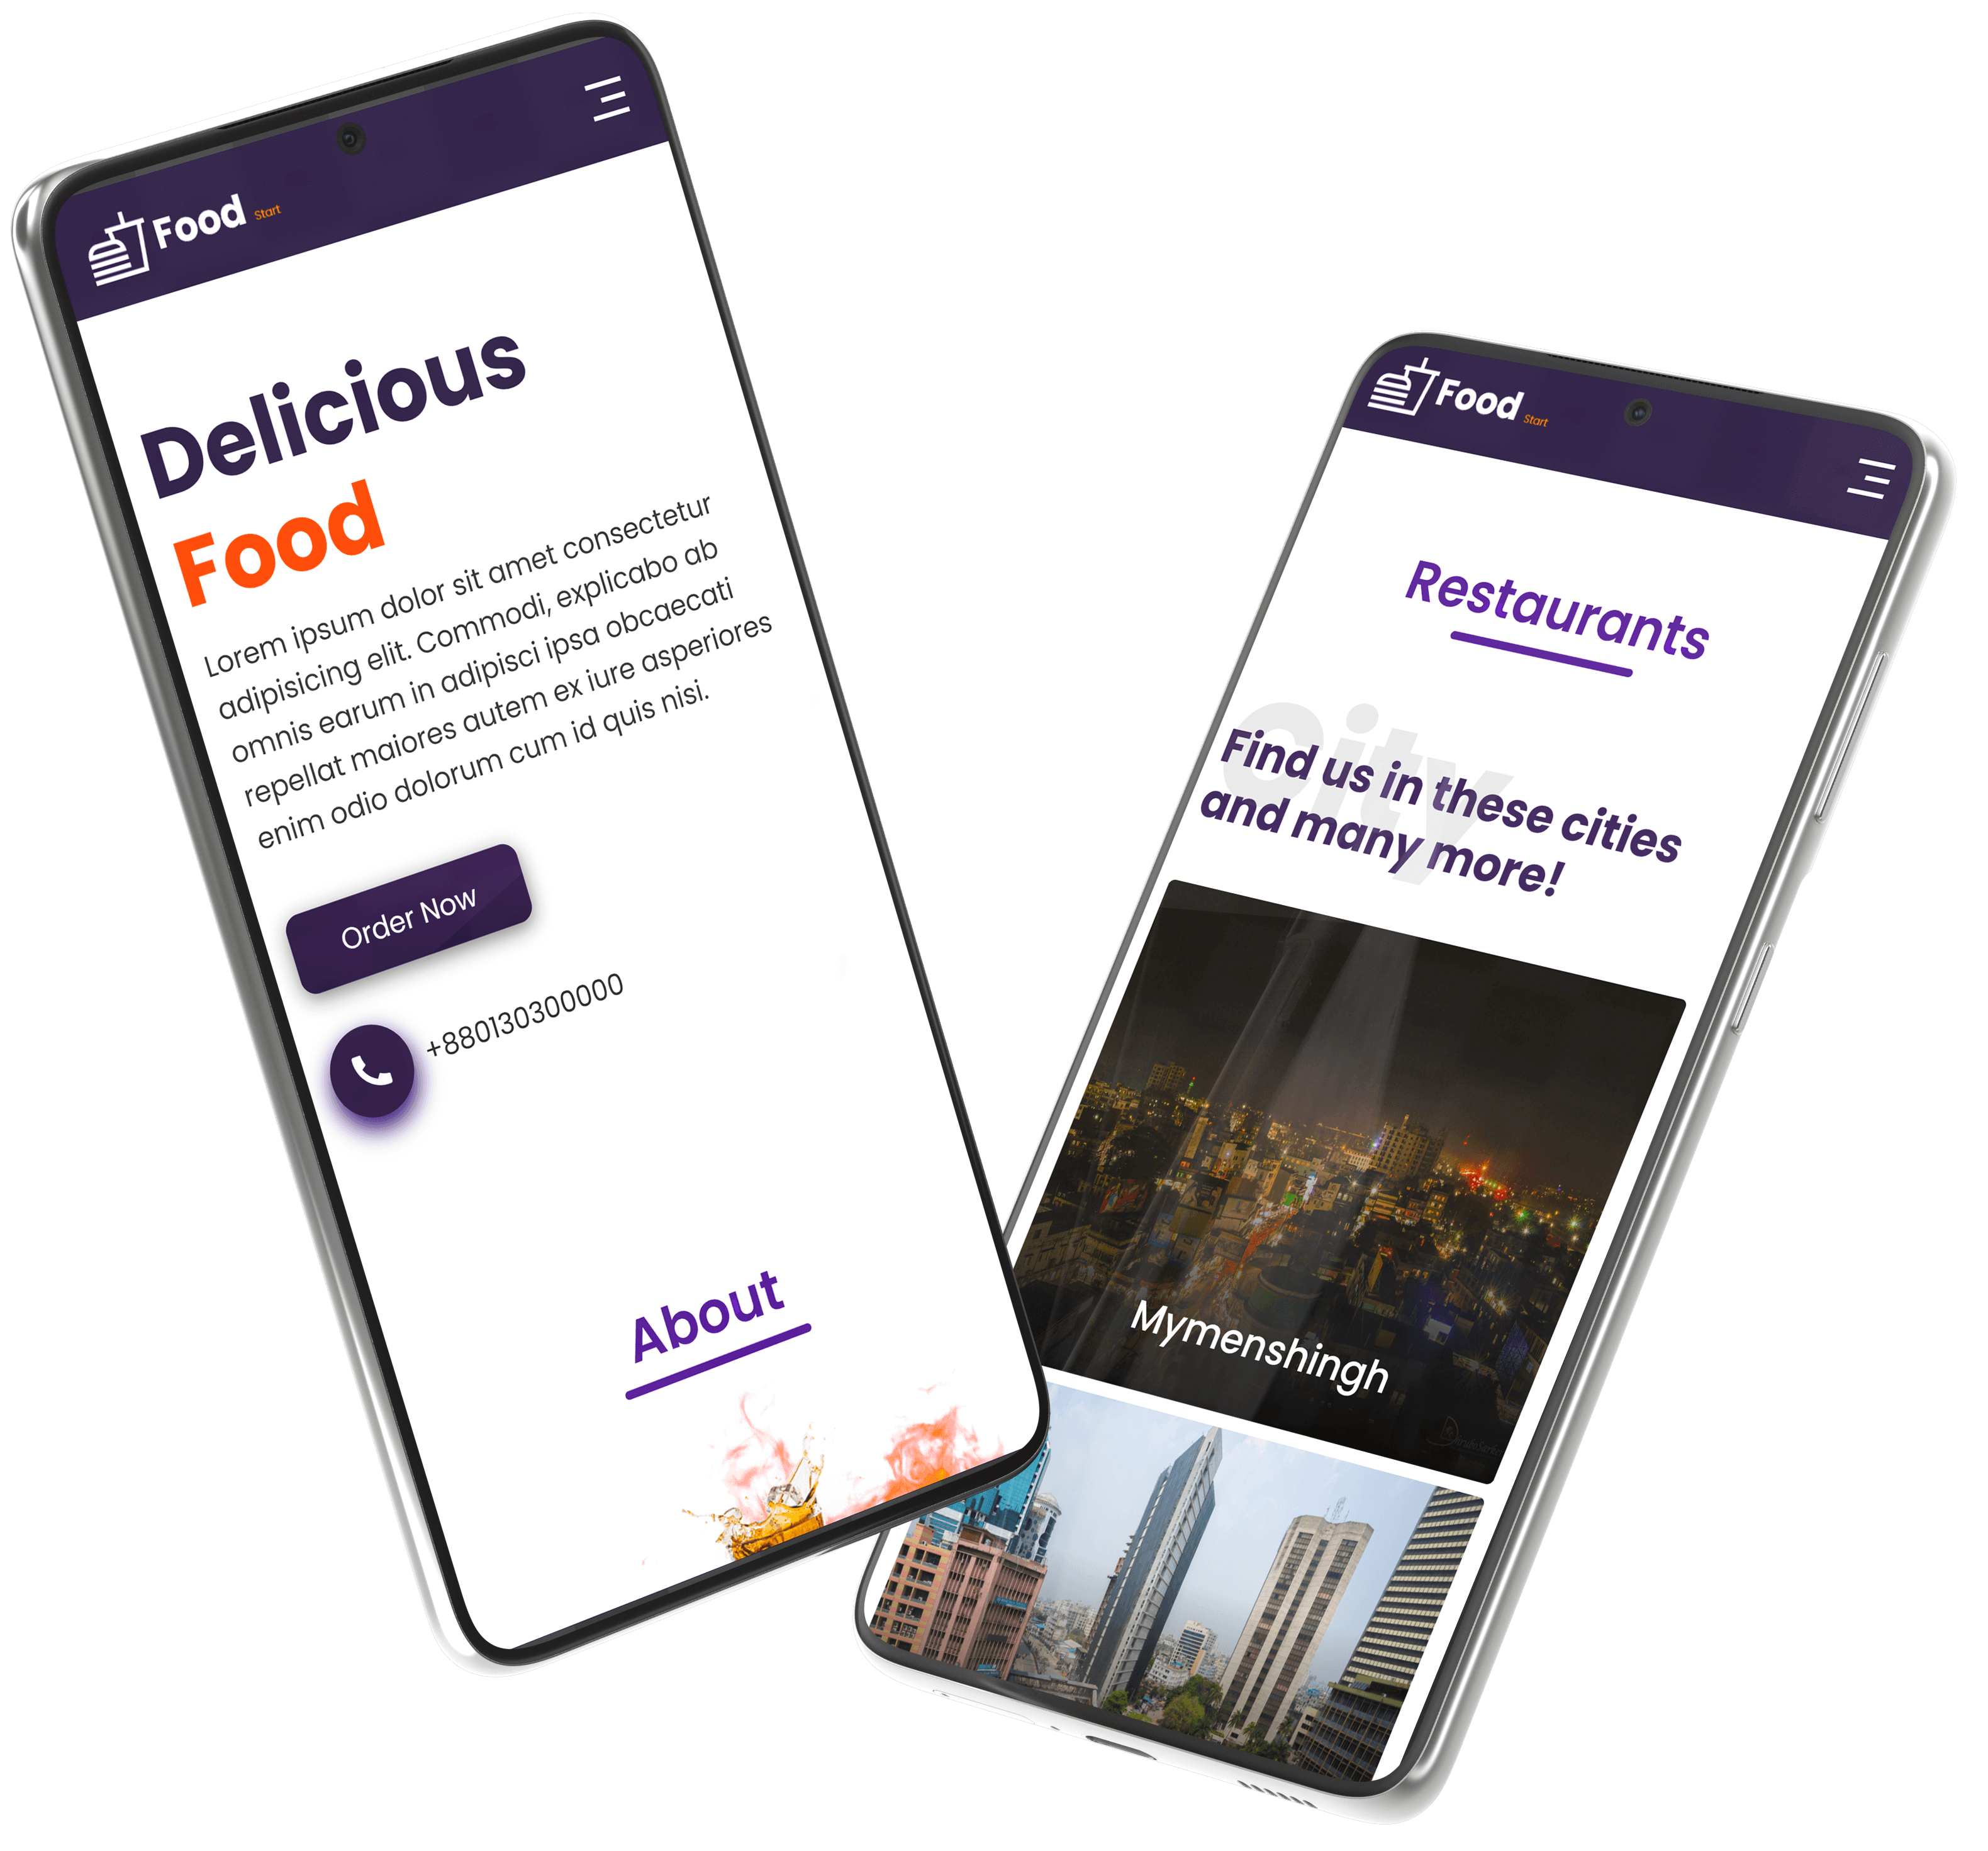 Food Start
Delicious
Food
Lorem ipsum dolor sit amet consectetur
adipisicing elit. Commodi, explicabo ab
omnis earum in adipisci ipsa obcaecati
repellat maiores autem ex iure asperiores
enim odio dolorum cum id quis nisi.
Order Now
+880130300000
About
Food Start
Restaurants
city
Find us in these cities
and many more!
Mymenshingh